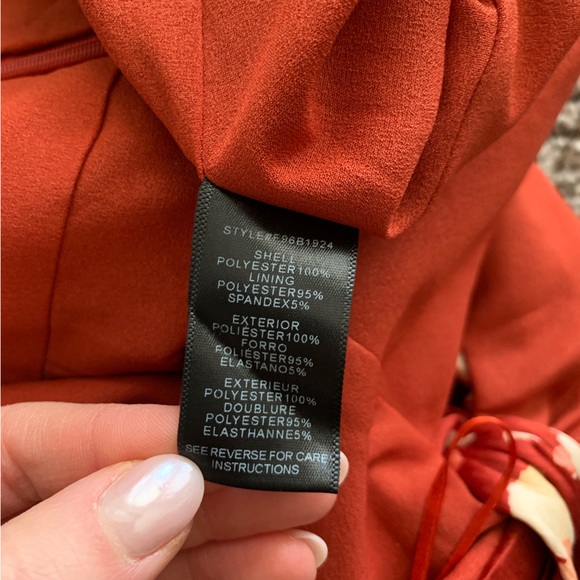 STYLE#F96B1924
SHELL
POLYESTER100%
LINING
POLYESTER95%
SPANDEX5%
EXTERIOR
POLIÉSTER100%
FORRO
POLIÉSTER95%
ELASTANO5%
EXTERIEUR
POLYESTER100%
DOUBLURE
POLYESTER95%
ELASTHANNE5%
SEE REVERSE FOR CARE
INSTRUCTIONS